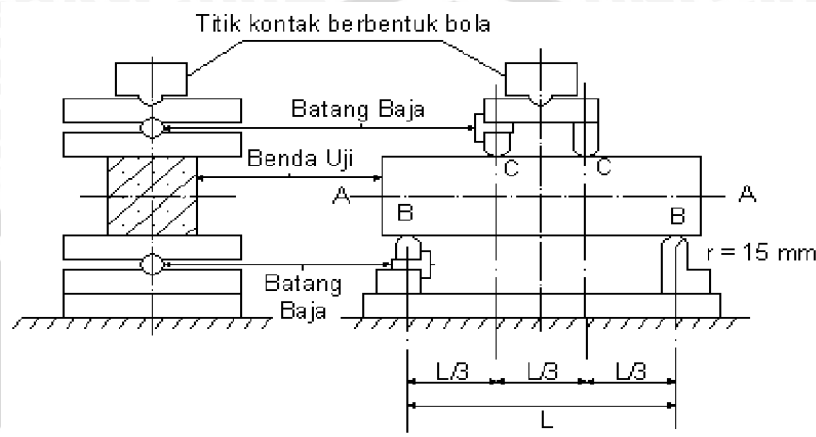 Titik kontak berbentuk bola
Batang Baja
Benda Uji
C
C
A
A
B
B
r = 15 mm
Batang
Baja
L/3
L/3
L/3
L